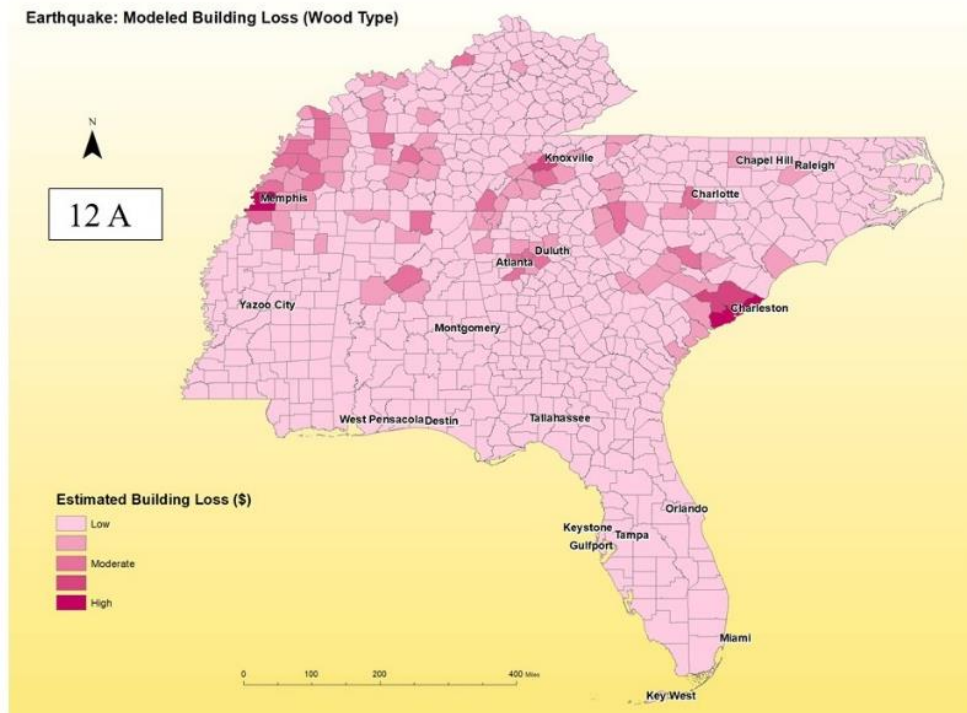 Earthquake: Modeled Building Loss (Wood Type)
N
12 A
Knoxville
Chapel Hill
Raleigh
Memphis
Charlotte
Duluth
Atlanta
Yazoo City
Charleston
Montgomery
West Pensacola
Destin
Tallahassee
Estimated Building Loss ($)
Low
Moderate
High
Orlando
Keystone
Tampa
Gulfport
Miami
0 100 200 400 Miles
Key West